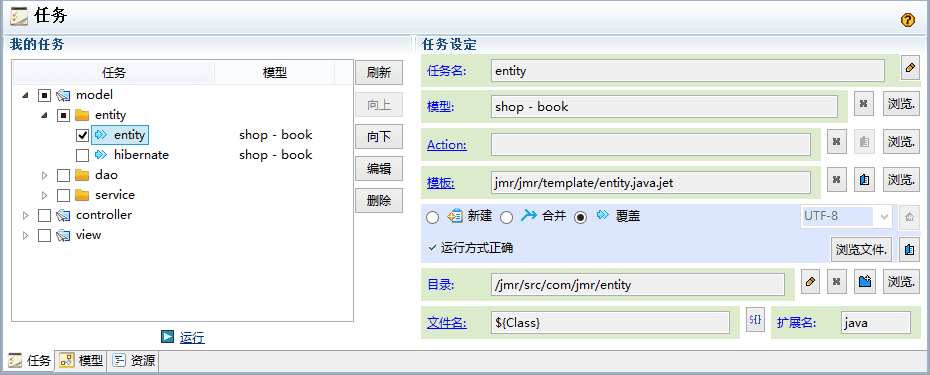 任务
我的任务
任务 模型
model
entity
entity shop - book
hibernate shop - book
dao
service
controller
view
刷新
向上
向下
编辑
删除
运行
任务设定
任务名: entity
模型: shop - book 浏览.
Action: 浏览.
模板: jmr/jmr/template/entity.java.jet 浏览.
新建 合并 覆盖 UTF-8
运行方式正确 浏览文件.
目录: /jmr/src/com/jmr/entity 浏览.
文件名: ${Class} ${} 扩展名: java
任务 模型 资源